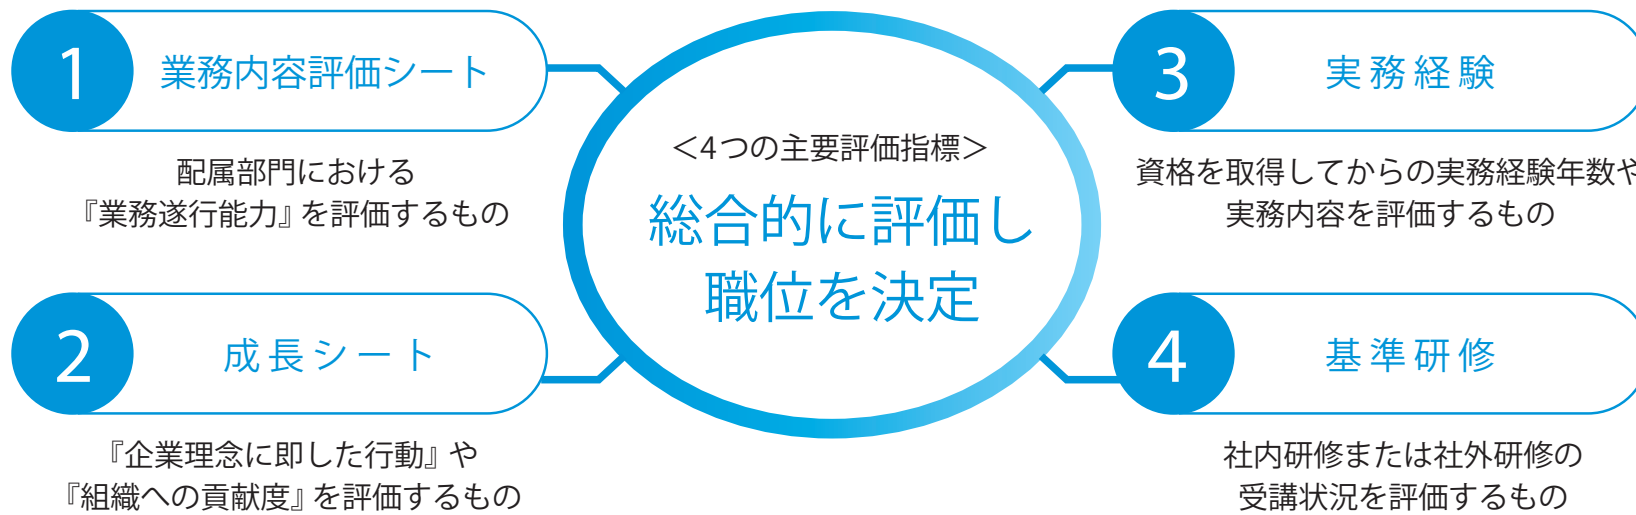 1 業務内容評価シート
配属部門における
『業務遂行能力』を評価するもの
2 成長シート
『企業理念に即した行動』や
『組織への貢献度』を評価するもの
<4つの主要評価指標>
総合的に評価し
職位を決定
3 実務経験
資格を取得してからの実務経験年数や
実務内容を評価するもの
4 基準研修
社内研修または社外研修の
受講状況を評価するもの